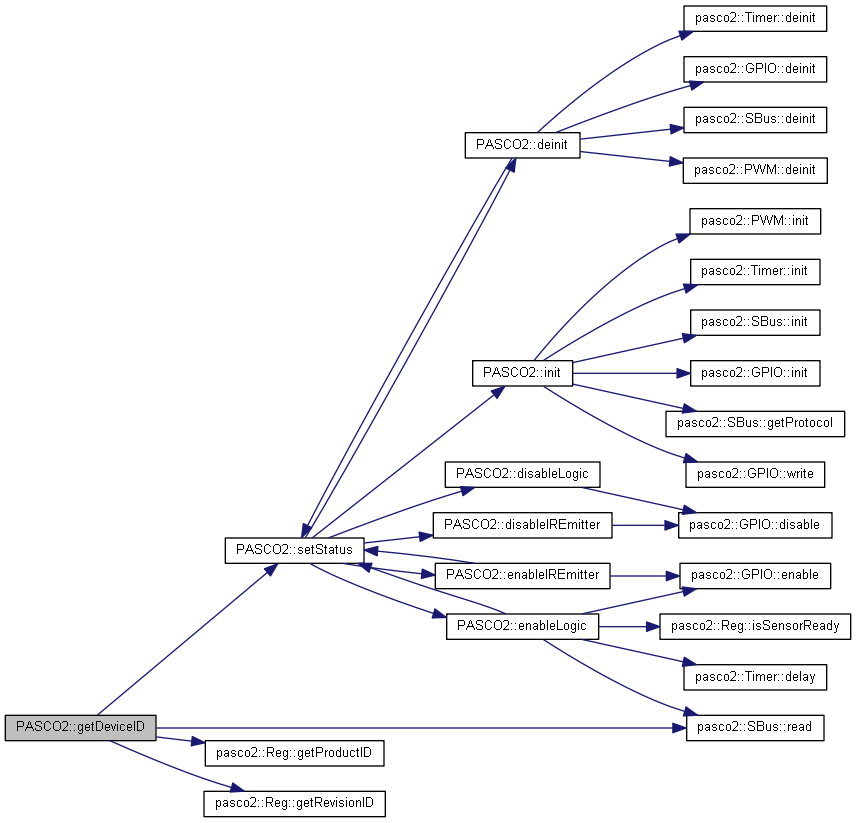 pasco2::Timer::deinit
pasco2::GPIO::deinit
pasco2::SBus::deinit
PASCO2::deinit
pasco2::PWM::deinit
pasco2::PWM::init
pasco2::Timer::init
pasco2::SBus::init
PASCO2::init
pasco2::GPIO::init
pasco2::SBus::getProtocol
PASCO2::disableLogic
pasco2::GPIO::write
PASCO2::disableIREmitter
pasco2::GPIO::disable
PASCO2::setStatus
PASCO2::enableIREmitter
pasco2::GPIO::enable
PASCO2::enableLogic
pasco2::Reg::isSensorReady
pasco2::Timer::delay
PASCO2::getDeviceID
pasco2::SBus::read
pasco2::Reg::getProductID
pasco2::Reg::getRevisionID